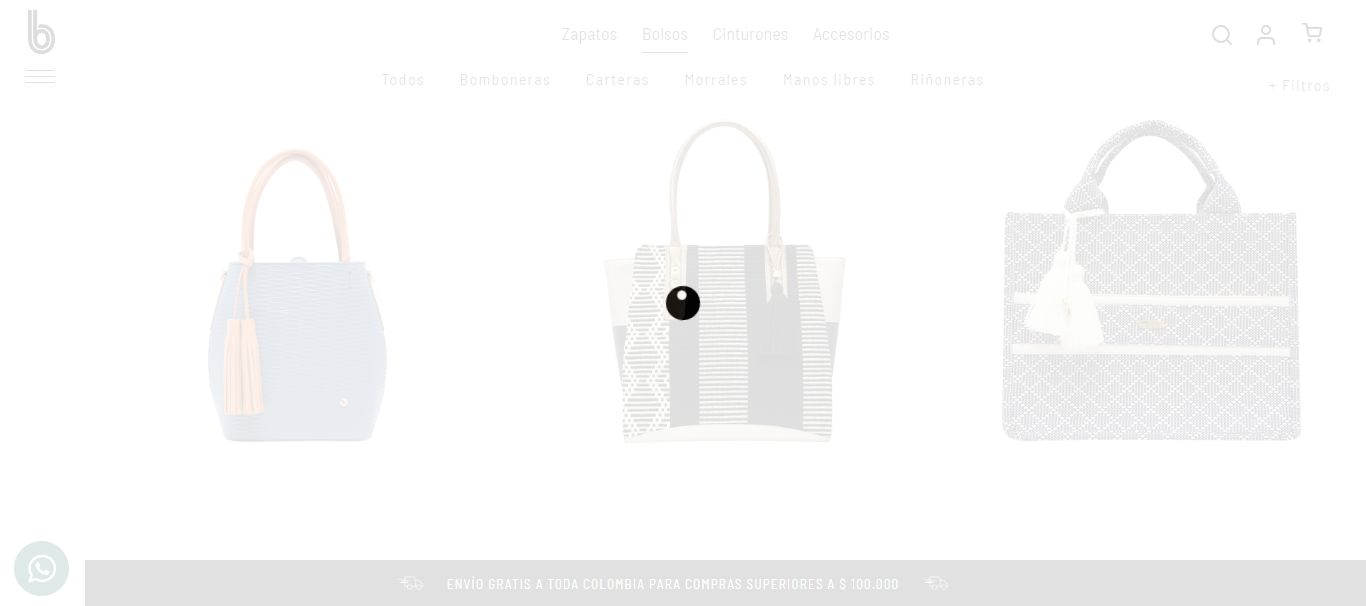 b
Zapatos Bolsos Cinturones Accesorios
Todos Bomboneras Carteras Morrales Manos libres Riñoneras
+ Filtros
ENVÍO GRATIS A TODA COLOMBIA PARA COMPRAS SUPERIORES A $ 100.000